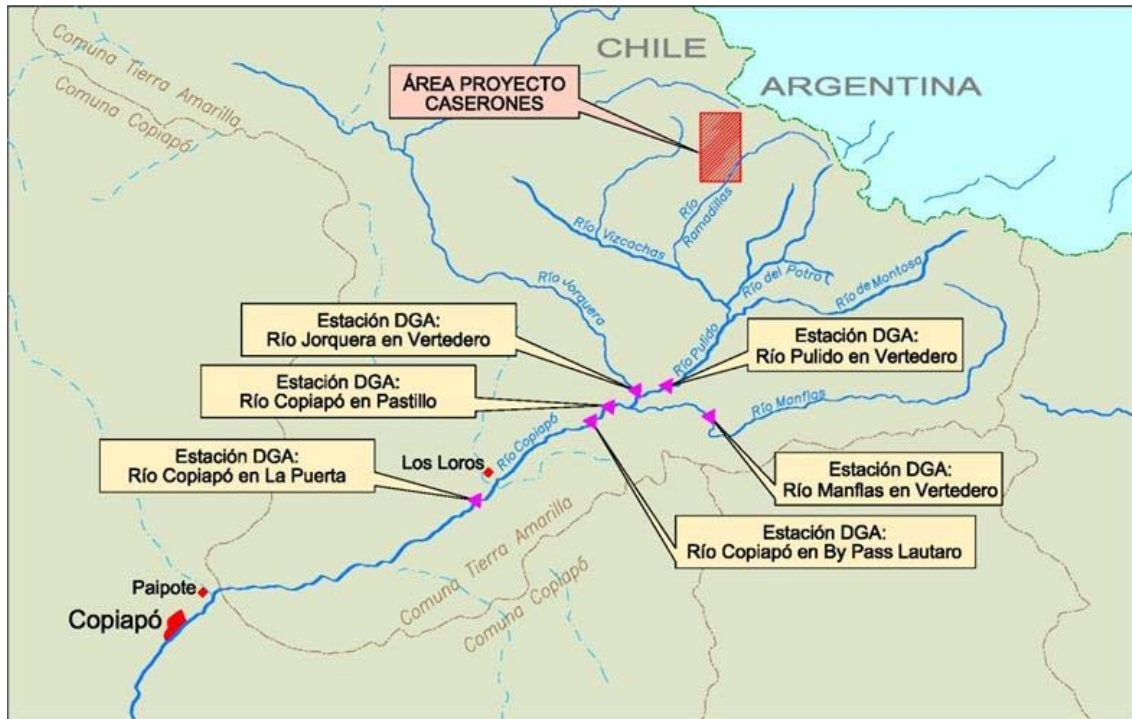 CHILE
ARGENTINA
Comuna Tierra Amarilla
Comuna Copiapó
ÁREA PROYECTO
CASERONES
Río Vizcachas
Río
Ramadillas
Río del Potro
Río de Montosa
Río Jorquera
Río Pulido
Estación DGA:
Río Jorquera en Vertedero
Estación DGA:
Río Pulido en Vertedero
Estación DGA:
Río Copiapó en Pastillo
Río Manflas
Río Copiapó
Estación DGA:
Río Copiapó en La Puerta
Los Loros
Estación DGA:
Río Manflas en Vertedero
Estación DGA:
Río Copiapó en By Pass Lautaro
Comuna Tierra Amarilla
Comuna Copiapó
Paipote
Copiapó